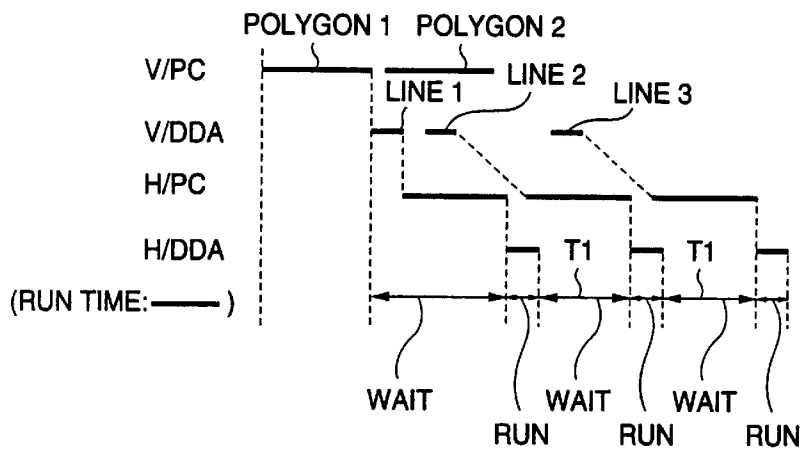 POLYGON 1
POLYGON 2
V/PC
LINE 1
LINE 2
LINE 3
V/DDA
H/PC
H/DDA
T1
T1
(RUN TIME: )
WAIT
WAIT
WAIT
RUN
RUN
RUN